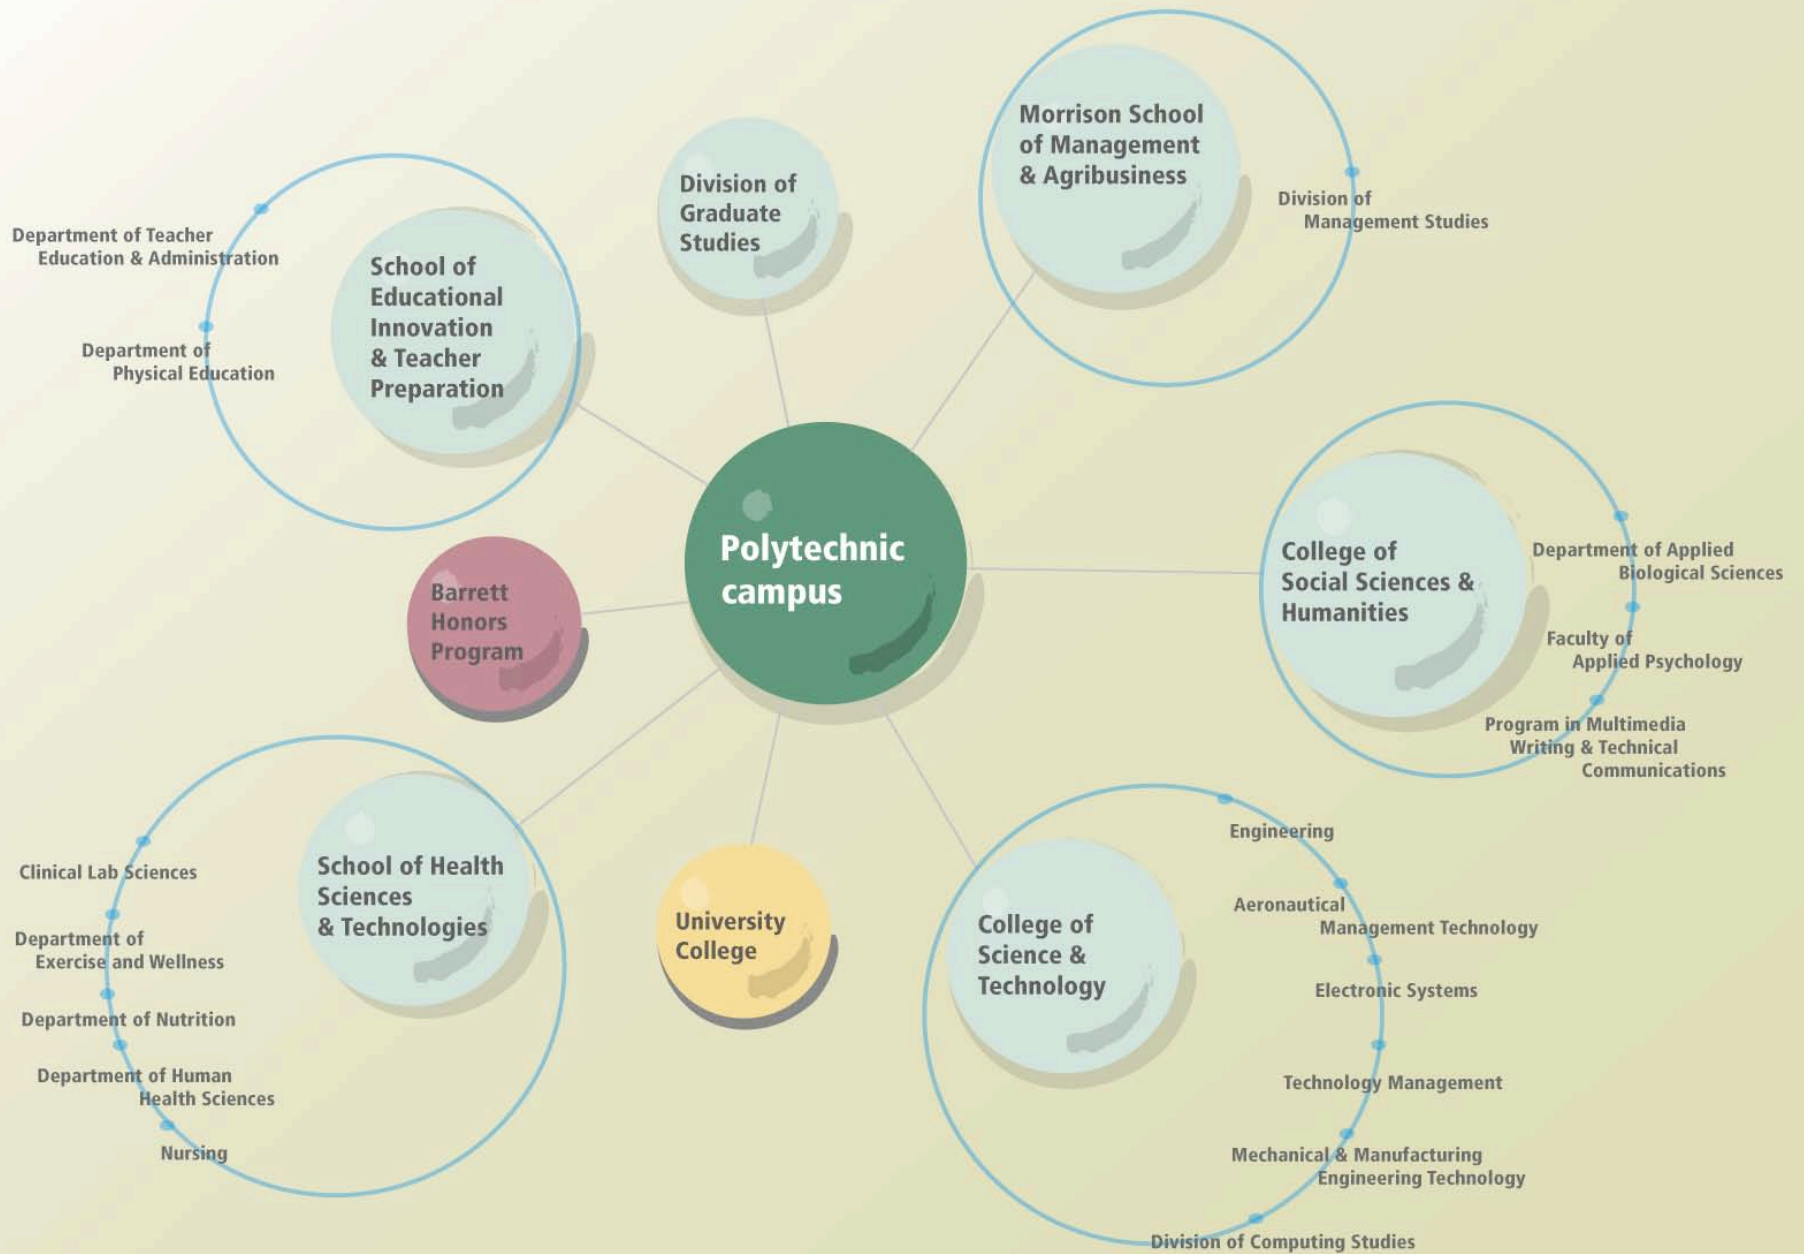 Morrison School
of Management
& Agribusiness
Division of
Management Studies
Division of
Graduate
Studies
Department of Teacher
Education & Administration
Department of
Physical Education
School of
Educational
Innovation
& Teacher
Preparation
Polytechnic
campus
Barrett
Honors
Program
College of
Social Sciences &
Humanities
Department of Applied
Biological Sciences
Faculty of
Applied Psychology
Program in Multimedia
Writing & Technical
Communications
School of Health
Sciences
& Technologies
Clinical Lab Sciences
Department of
Exercise and Wellness
Department of Nutrition
Department of Human
Health Sciences
Nursing
University
College
College of
Science &
Technology
Engineering
Aeronautical
Management Technology
Electronic Systems
Technology Management
Mechanical & Manufacturing
Engineering Technology
Division of Computing Studies